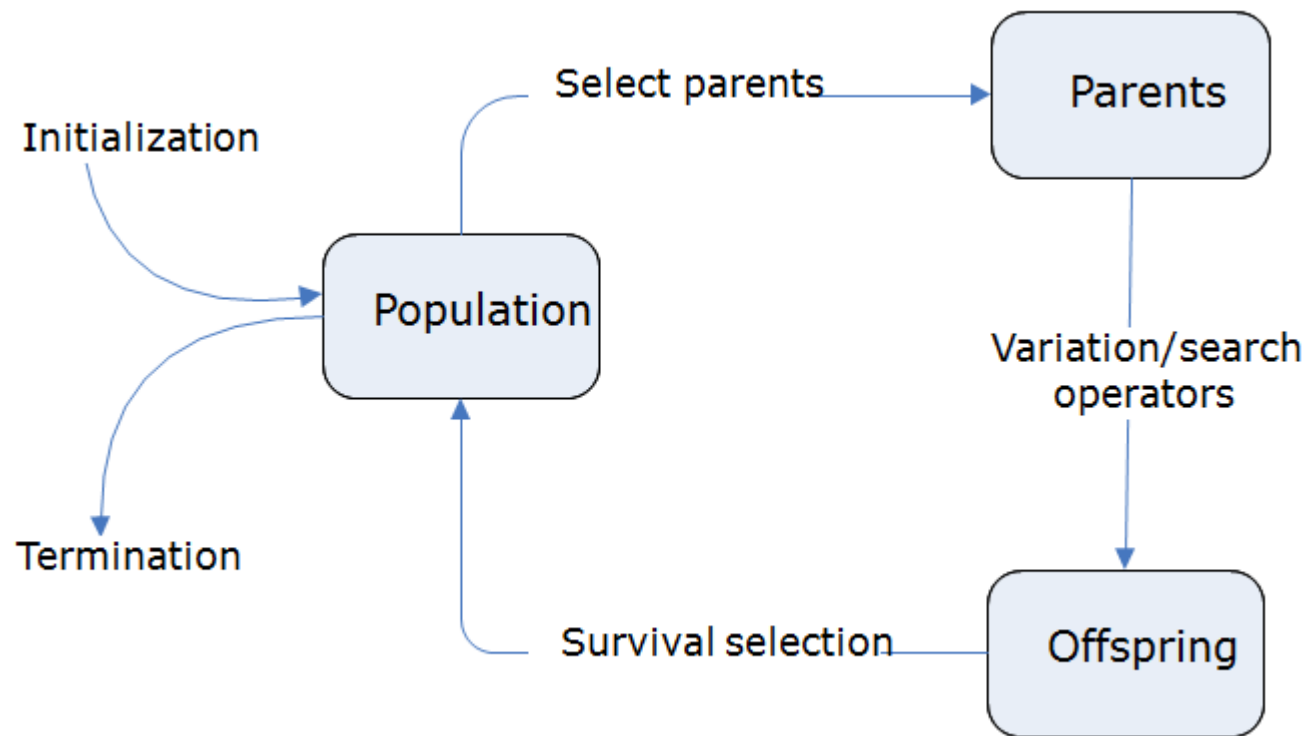 Select parents
Parents
Initialization
Population
Variation/search
operators
Termination
Survival selection
Offspring